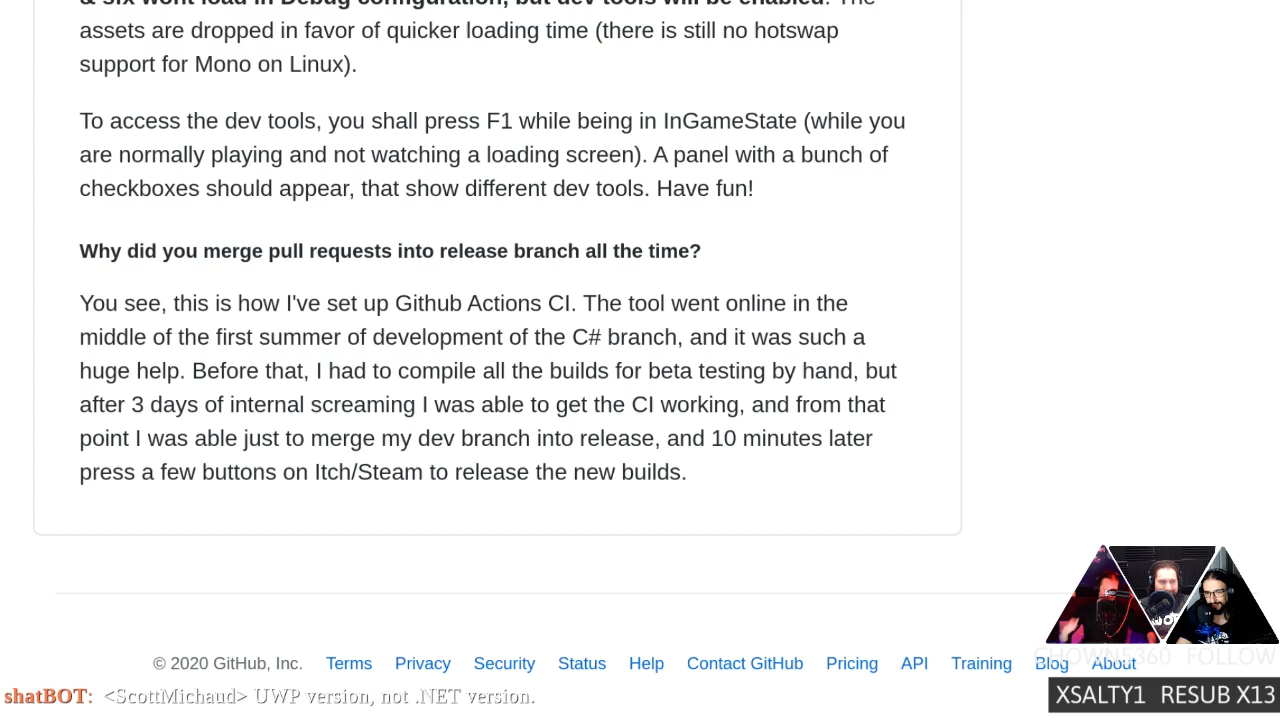 & sfx wont load in Debug configuration, but dev tools will be enabled. The
assets are dropped in favor of quicker loading time (there is still no hotswap
support for Mono on Linux).
To access the dev tools, you shall press F1 while being in InGameState (while you
are normally playing and not watching a loading screen). A panel with a bunch of
checkboxes should appear, that show different dev tools. Have fun!
Why did you merge pull requests into release branch all the time?
You see, this is how I've set up Github Actions CI. The tool went online in the
middle of the first summer of development of the C# branch, and it was such a
huge help. Before that, I had to compile all the builds for beta testing by hand, but
after 3 days of internal screaming I was able to get the CI working, and from that
point I was able just to merge my dev branch into release, and 10 minutes later
press a few buttons on Itch/Steam to release the new builds.
© 2020 GitHub, Inc. Terms Privacy Security Status Help Contact GitHub Pricing API Training Blog About
FOLLOW
shatBOT: <ScottMichaud> UWP version, not .NET version.
XSALTY1 RESUB X13